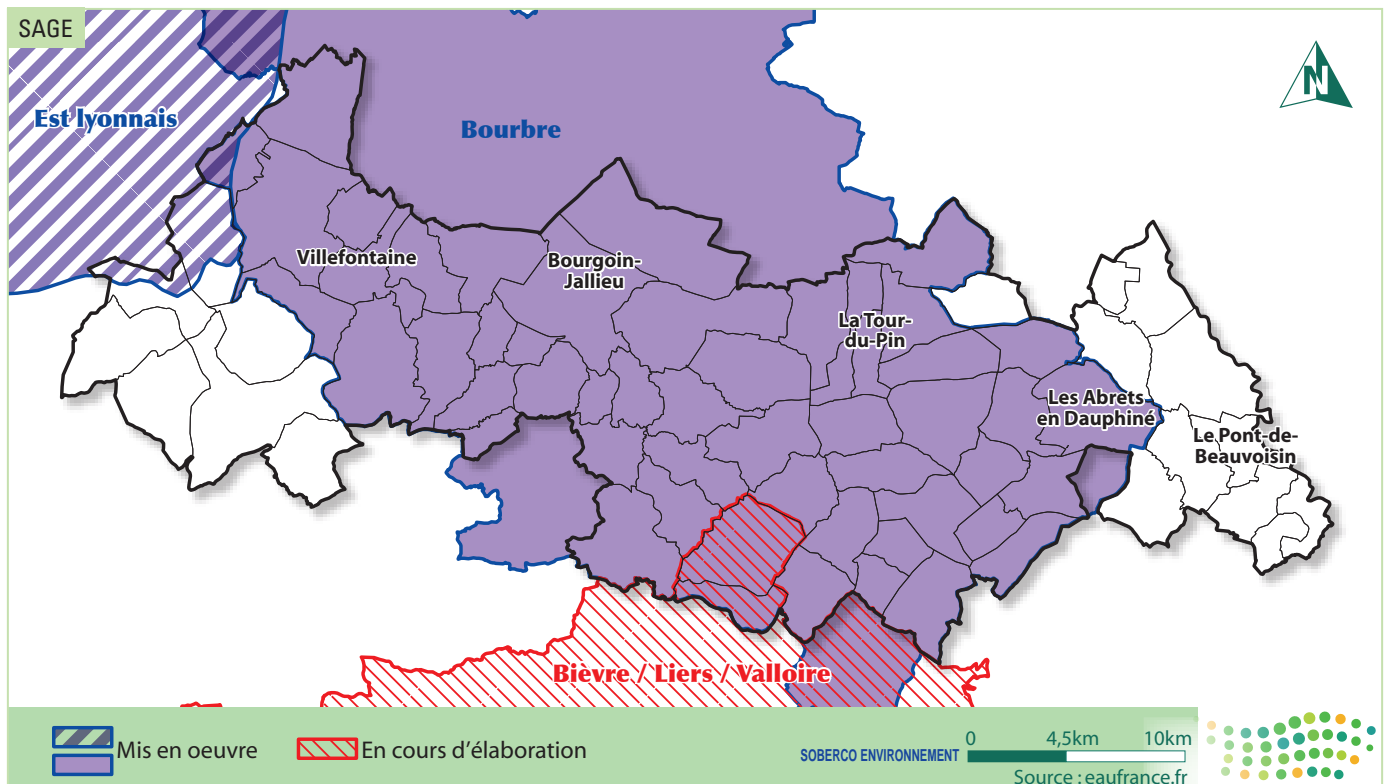 SAGE
N
Est lyonnais
Bourbre
Villefontaine
Bourgoin-
Jallieu
La Tour-
du-Pin
Les Abrets
en Dauphiné
Le Pont-de-
Beauvoisin
Bièvre / Liers / Valloire
Mis en oeuvre
En cours d'élaboration
SOBERCO ENVIRONNEMENT
0 4,5km 10km
Source : eaufrance.fr